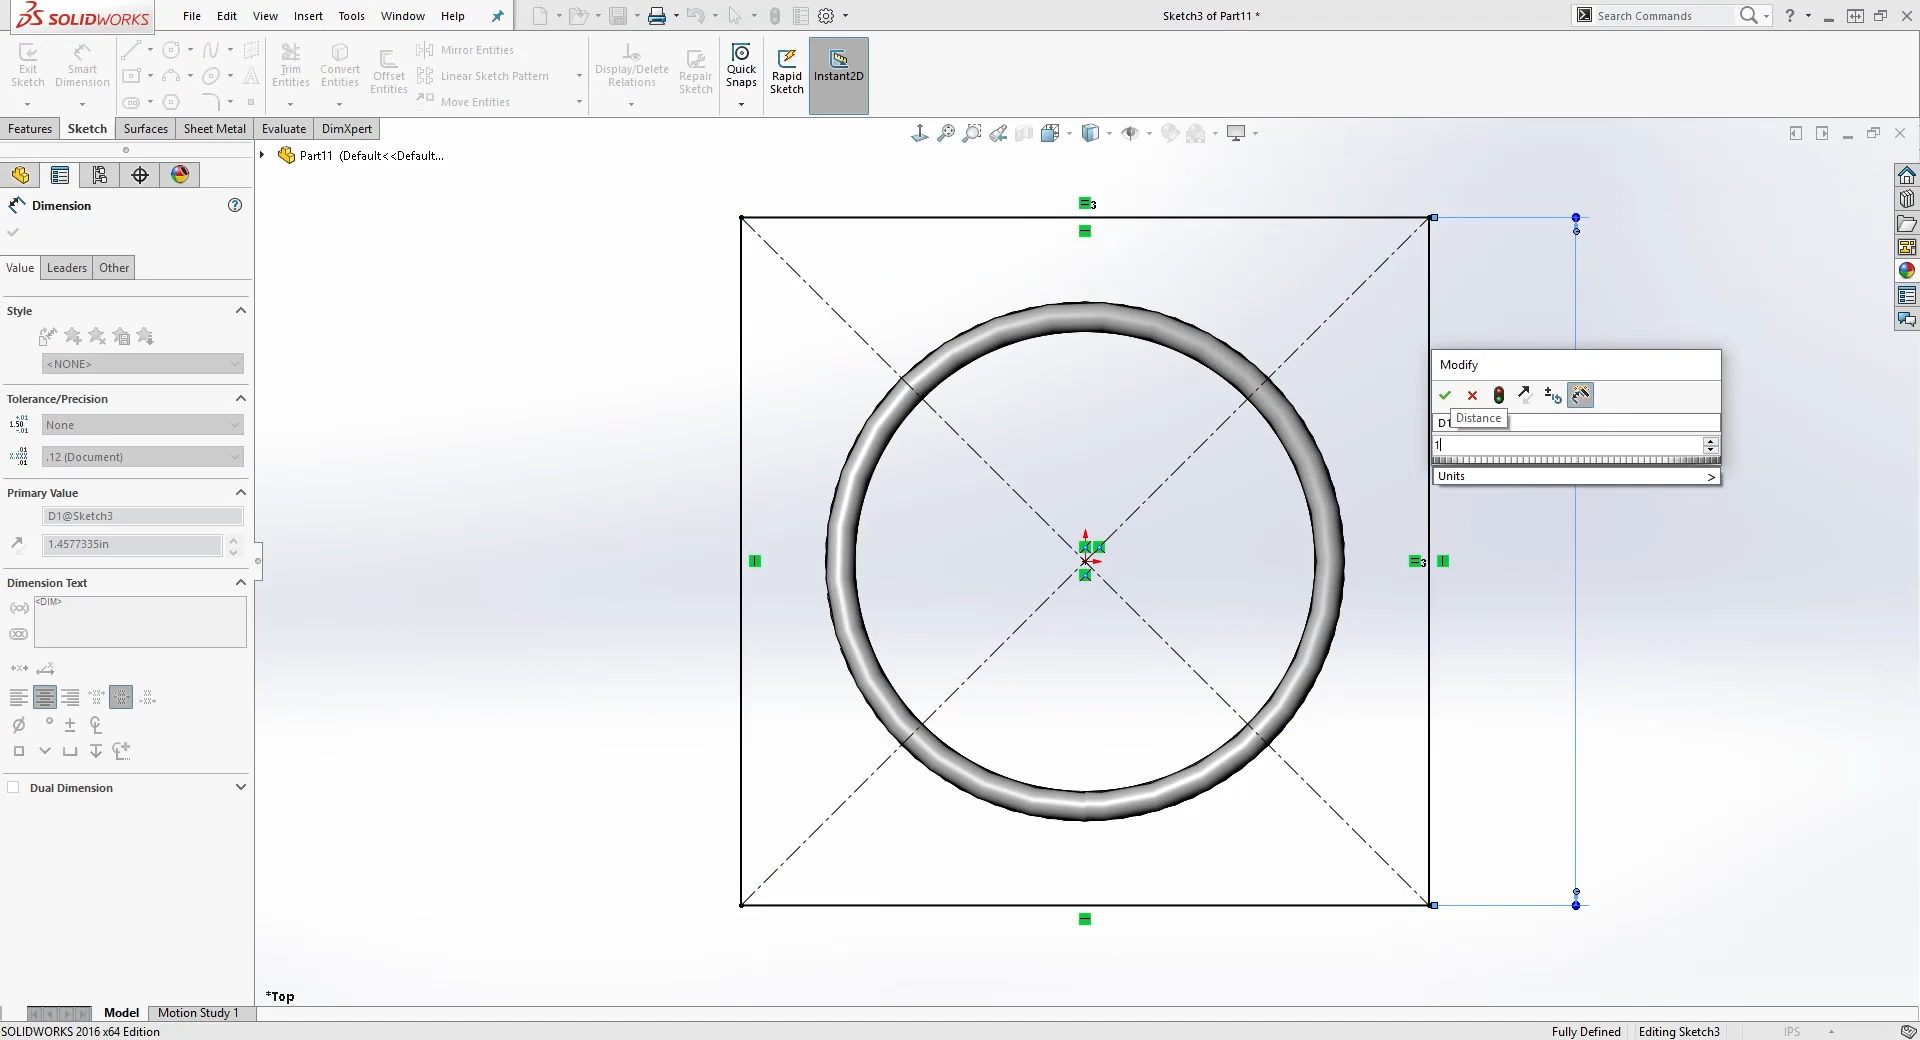 SOLIDWORKS
File Edit View Insert Tools Window Help
Sketch3 of Part11 *
Search Commands
Exit Sketch
Smart Dimension
Trim Entities
Convert Entities
Offset Entities
Mirror Entities
Linear Sketch Pattern
Move Entities
Display/Delete Relations
Repair Sketch
Quick Snaps
Rapid Sketch
Instant2D
Features Sketch Surfaces Sheet Metal Evaluate DimXpert
Part11 (Default<<Default...
Dimension
Value Leaders Other
Style
<NONE>
Tolerance/Precision
None
.12 (Document)
Primary Value
D1@Sketch3
1.4577335in
Dimension Text
<DIM>
Dual Dimension
3
3
Modify
D1
Distance
1
Units >
*Top
Model Motion Study 1
SOLIDWORKS 2016 x64 Edition
Fully Defined Editing Sketch3 IPS